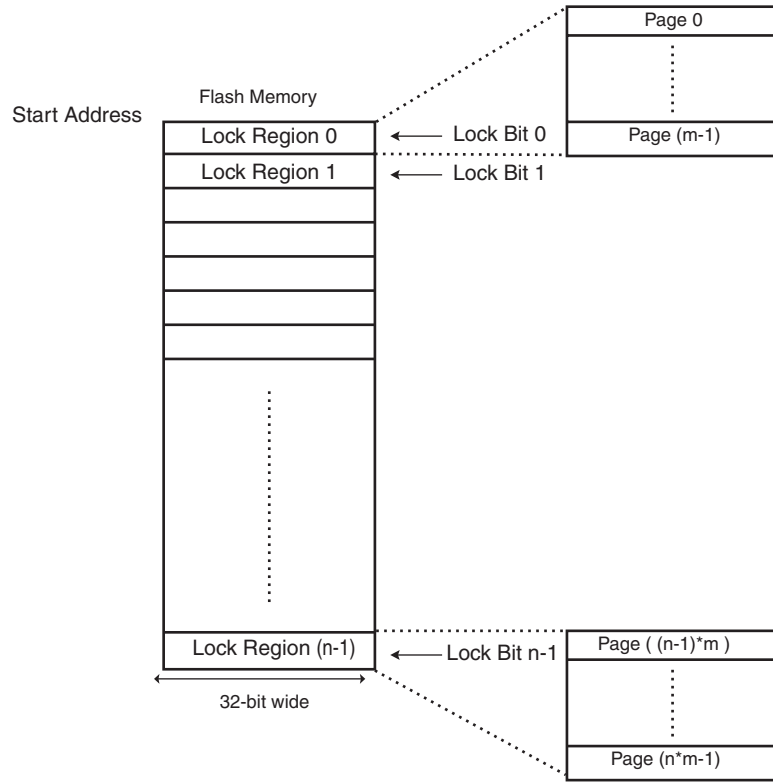 Page 0
Flash Memory
Start Address
Lock Region 0
Lock Bit 0
Page (m-1)
Lock Region 1
Lock Bit 1
Lock Region (n-1)
Lock Bit n-1
Page ( (n-1)*m )
32-bit wide
Page (n*m-1)